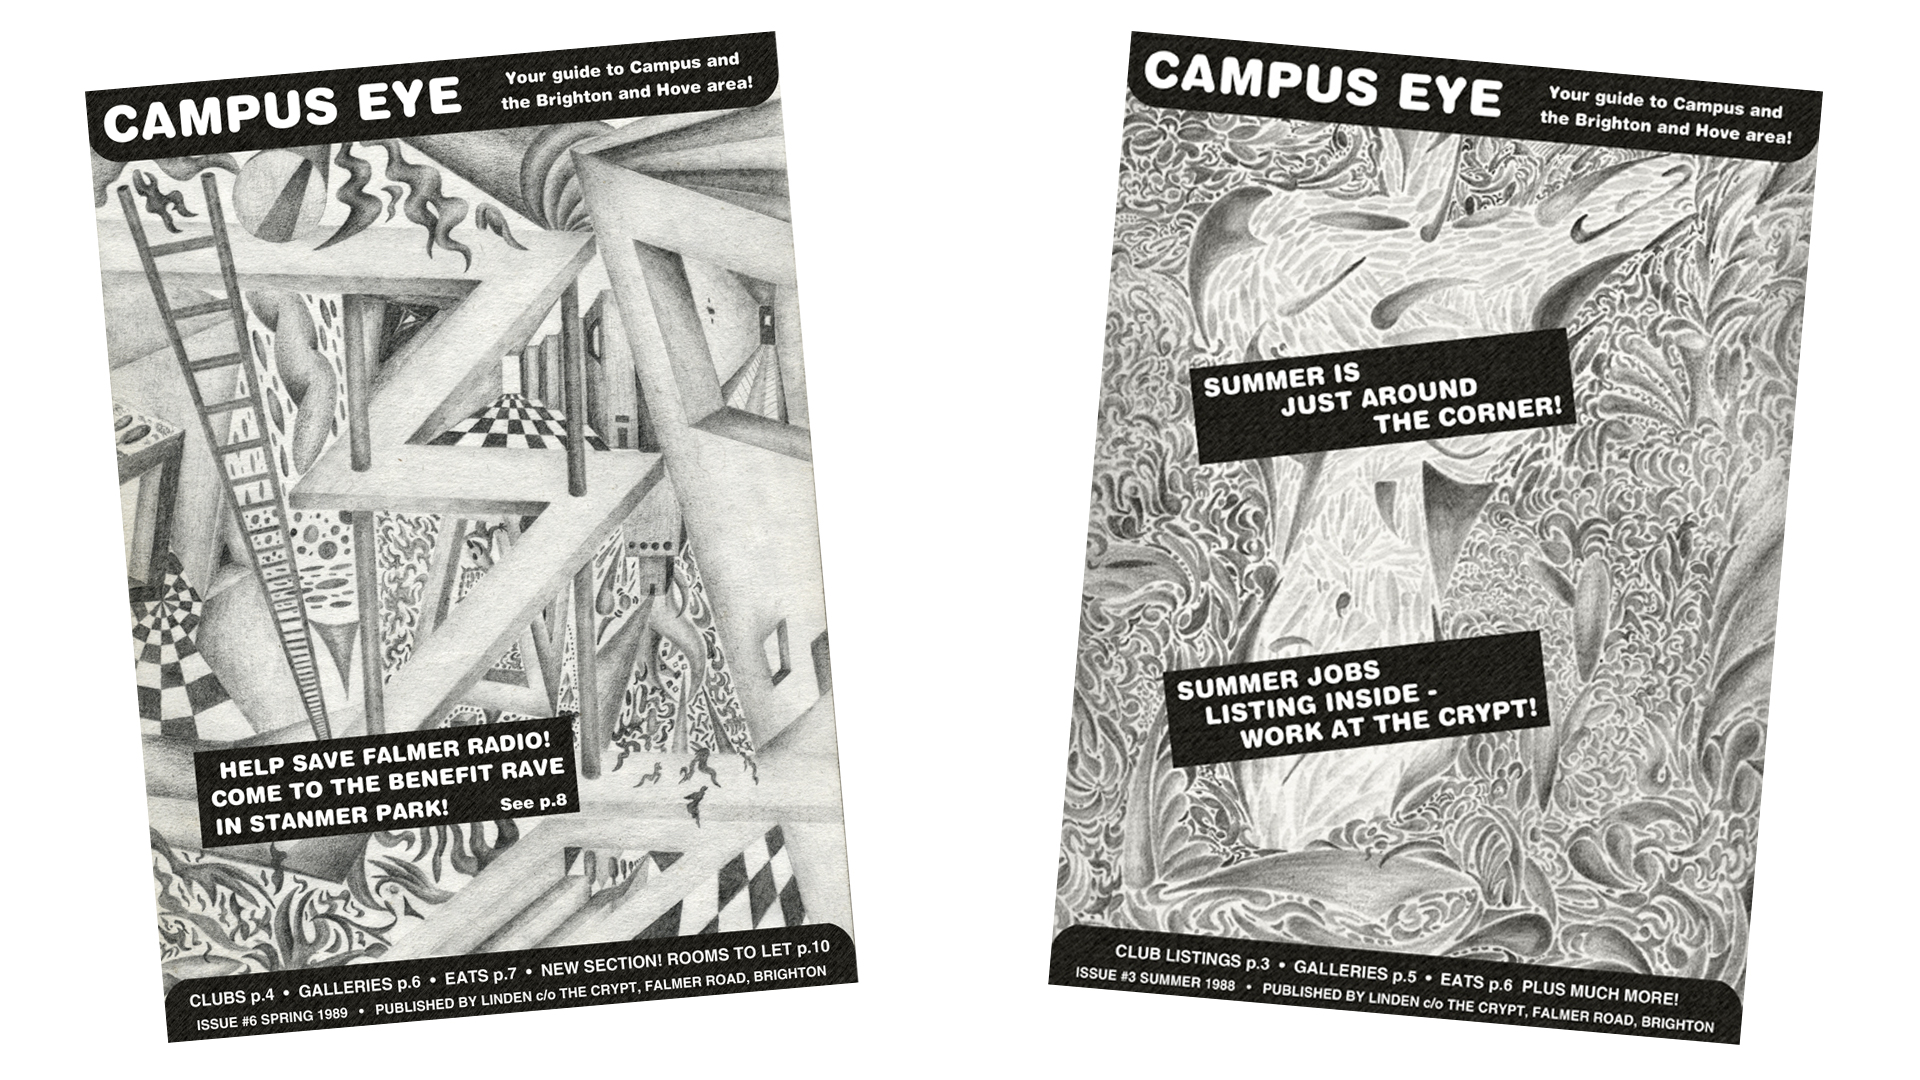 CAMPUS EYE
Your guide to Campus and
the Brighton and Hove area!
HELP SAVE FALMER RADIO!
COME TO THE BENEFIT RAVE
IN STANMER PARK! See p.8
CLUBS p.4 • GALLERIES p.6 • EATS p.7 • NEW SECTION! ROOMS TO LET p.10
ISSUE #6 SPRING 1989 • PUBLISHED BY LINDEN c/o THE CRYPT, FALMER ROAD, BRIGHTON
CAMPUS EYE
Your guide to Campus and
the Brighton and Hove area!
SUMMER IS
JUST AROUND
THE CORNER!
SUMMER JOBS
LISTING INSIDE -
WORK AT THE CRYPT!
CLUB LISTINGS p.3 • GALLERIES p.5 • EATS p.6 PLUS MUCH MORE!
ISSUE #3 SUMMER 1988 • PUBLISHED BY LINDEN c/o THE CRYPT, FALMER ROAD, BRIGHTON